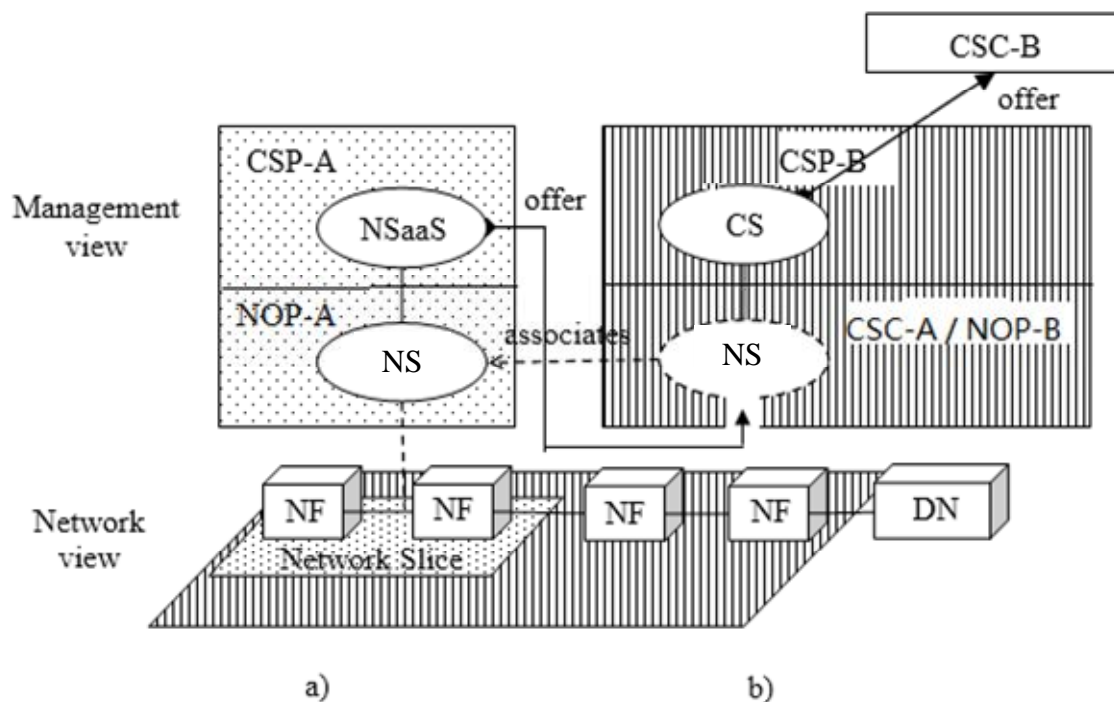 CSC-B
offer
CSP-A
CSP-B
Management
view
offer
NSaaS
CS
NOP-A
associates
CSC-A / NOP-B
NS
NS
Network
view
NF
NF
NF
NF
DN
Network Slice
a)
b)